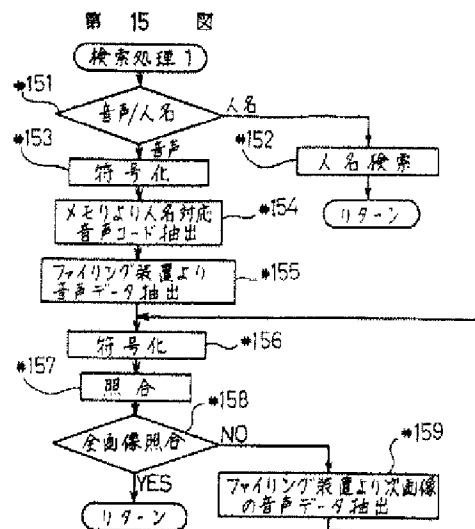 第 15 図
検索処理1
*151
音声/人名
人名
*153
音声
*152
符号化
人名検索
メモリより人名対応
音声コード抽出
*154
リターン
ファイリング装置より
音声データ抽出
*155
符号化
*156
*157
照合
*158
全画像照合
NO
*159
YES
ファイリング装置より次画像
の音声データ抽出
リターン